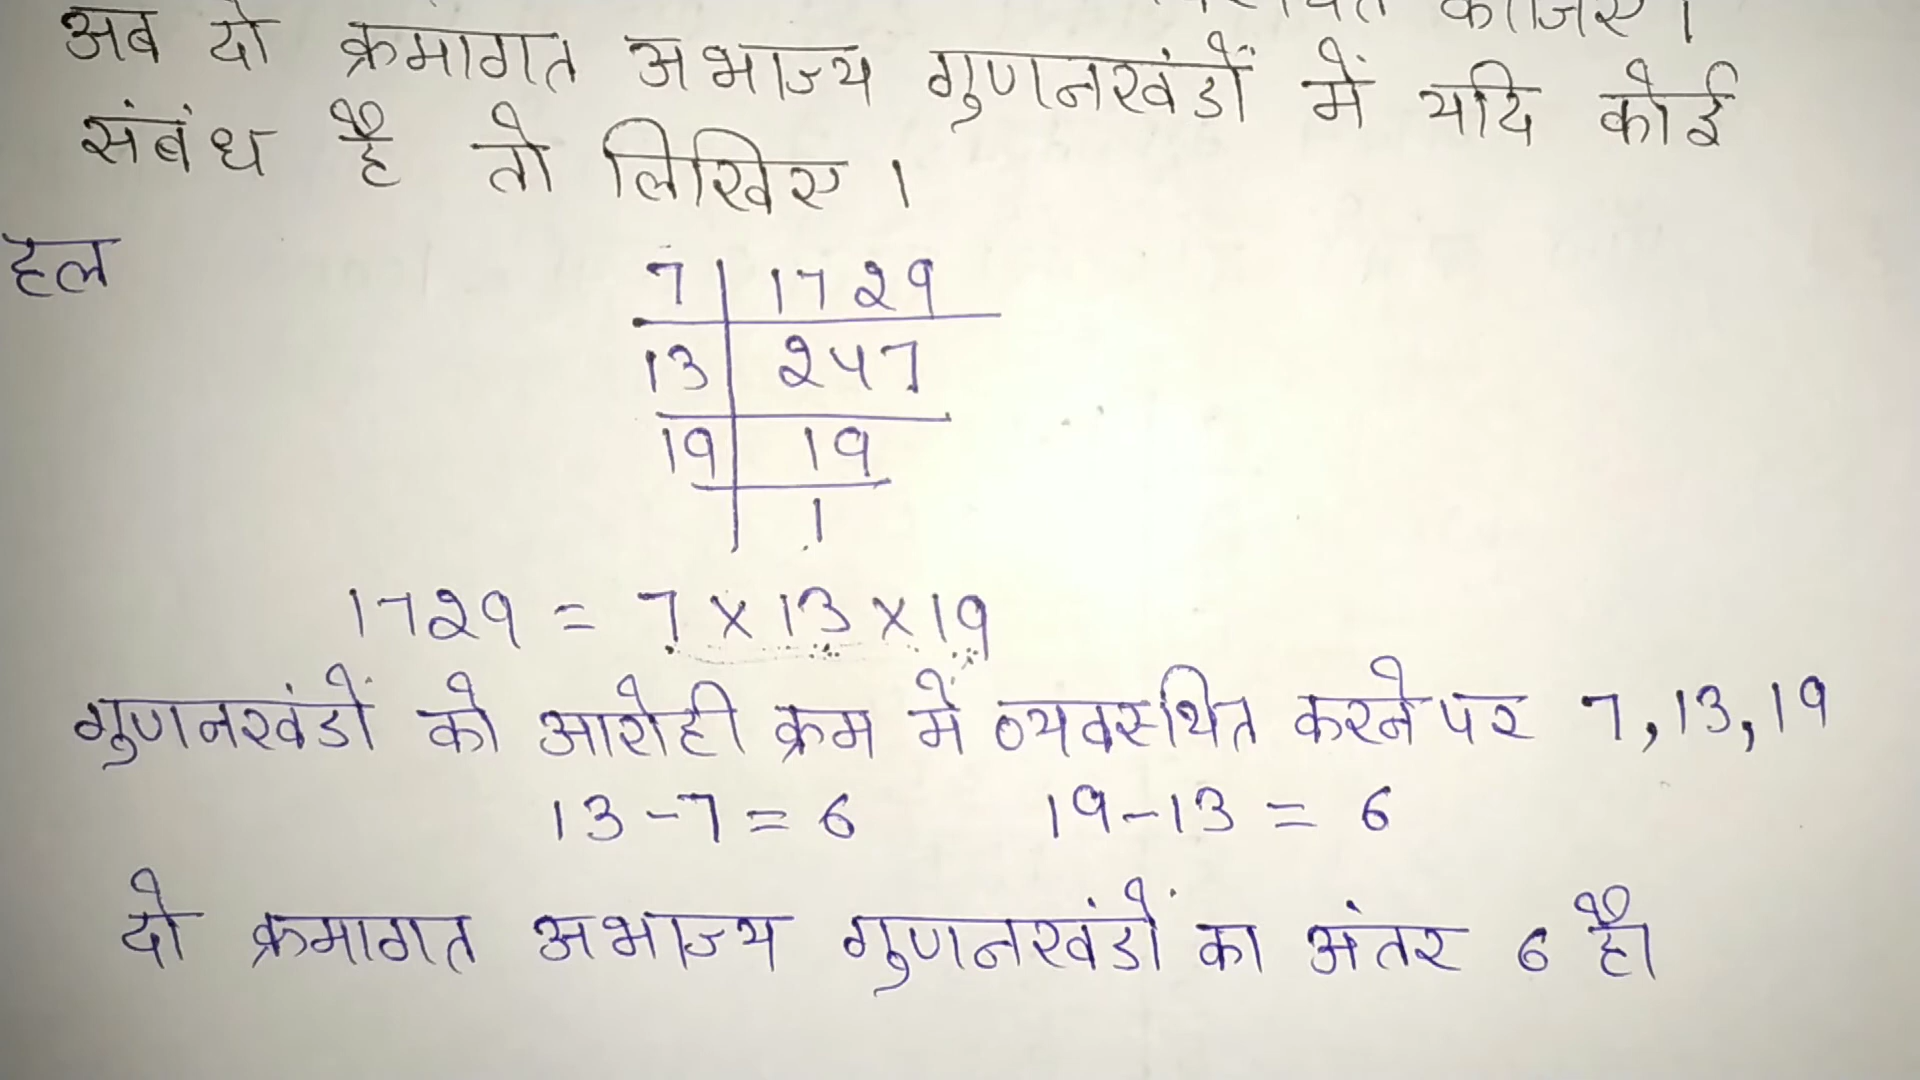 कीजिए ।
अब दो क्रमागत अभाज्य गुणनखंडों में यदि कोई
संबंध है तो लिखिए ।
हल
7 | 1729
13 | 247
19 | 19
| 1
1729 = 7 × 13 × 19
गुणनखंडों को आरोही क्रम में व्यवस्थित करने पर 7, 13, 19
13 - 7 = 6 19 - 13 = 6
दो क्रमागत अभाज्य गुणनखंडों का अंतर 6 है।